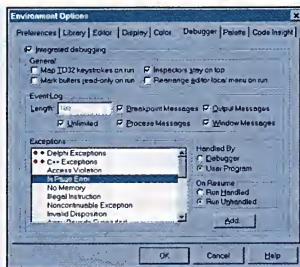 Environment Options
Preferences | Library | Editor | Display | Color | Debugger | Palette | Code Insight
Integrated debugging
General
Map TD32 keystrokes on run
Inspectors stay on top
Mark buffers read-only on run
Rearrange editor local menu on run
Event Log
Length:
Breakpoint Messages
Output Messages
Unlimited
Process Messages
Window Messages
Exceptions
Delphi Exceptions
C++ Exceptions
Access Violation
In Page Error
No Memory
Illegal Instruction
Noncontinuable Exception
Invalid Disposition
Handled By
Debugger
User Program
On Resume
Run Handled
Run Unhandled
Add
OK
Cancel
Help